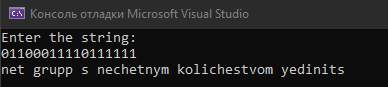 Консоль отладки Microsoft Visual Studio
Enter the string:
01100011110111111
net grupp s nechetnym kolichestvom yedinits